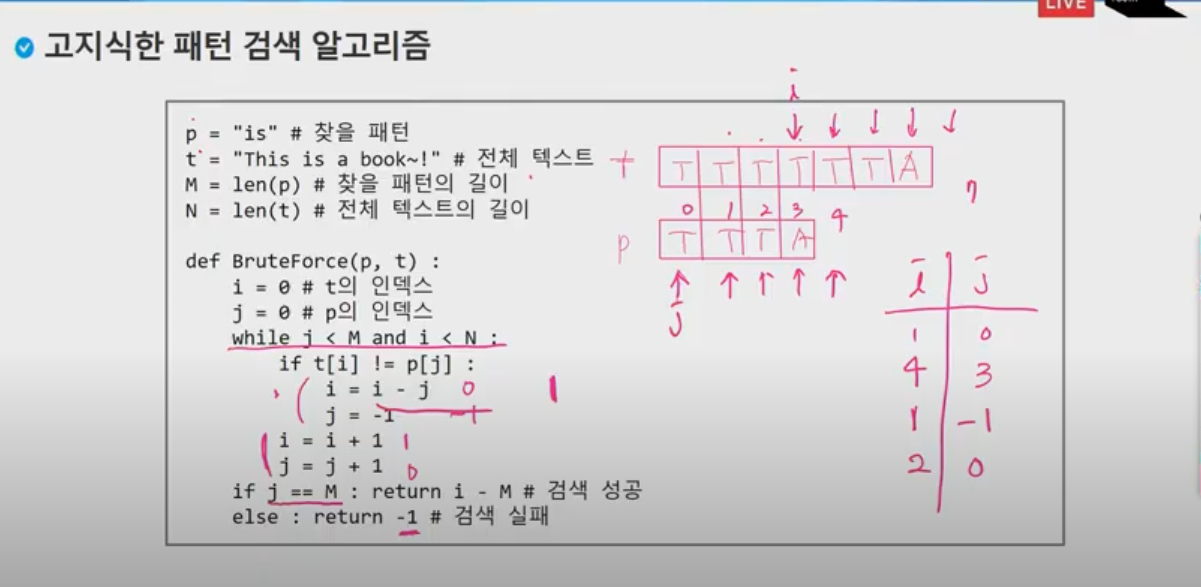 LIVE
고지식한 패턴 검색 알고리즘
p = "is" # 찾을 패턴
t = "This is a book~!" # 전체 텍스트
M = len(p) # 찾을 패턴의 길이
N = len(t) # 전체 텍스트의 길이
def BruteForce(p, t) :
i = 0 # t의 인덱스
j = 0 # p의 인덱스
while j < M and i < N :
if t[i] != p[j] :
i = i - j 0
j = -1 -1
i = i + 1 1
j = j + 1 0
if j == M : return i - M # 검색 성공
else : return -1 # 검색 실패
i
t T T T T T T A
0 1 2 3 4 7
p T T T A
j
i j
1 0
4 3
1 -1
2 0